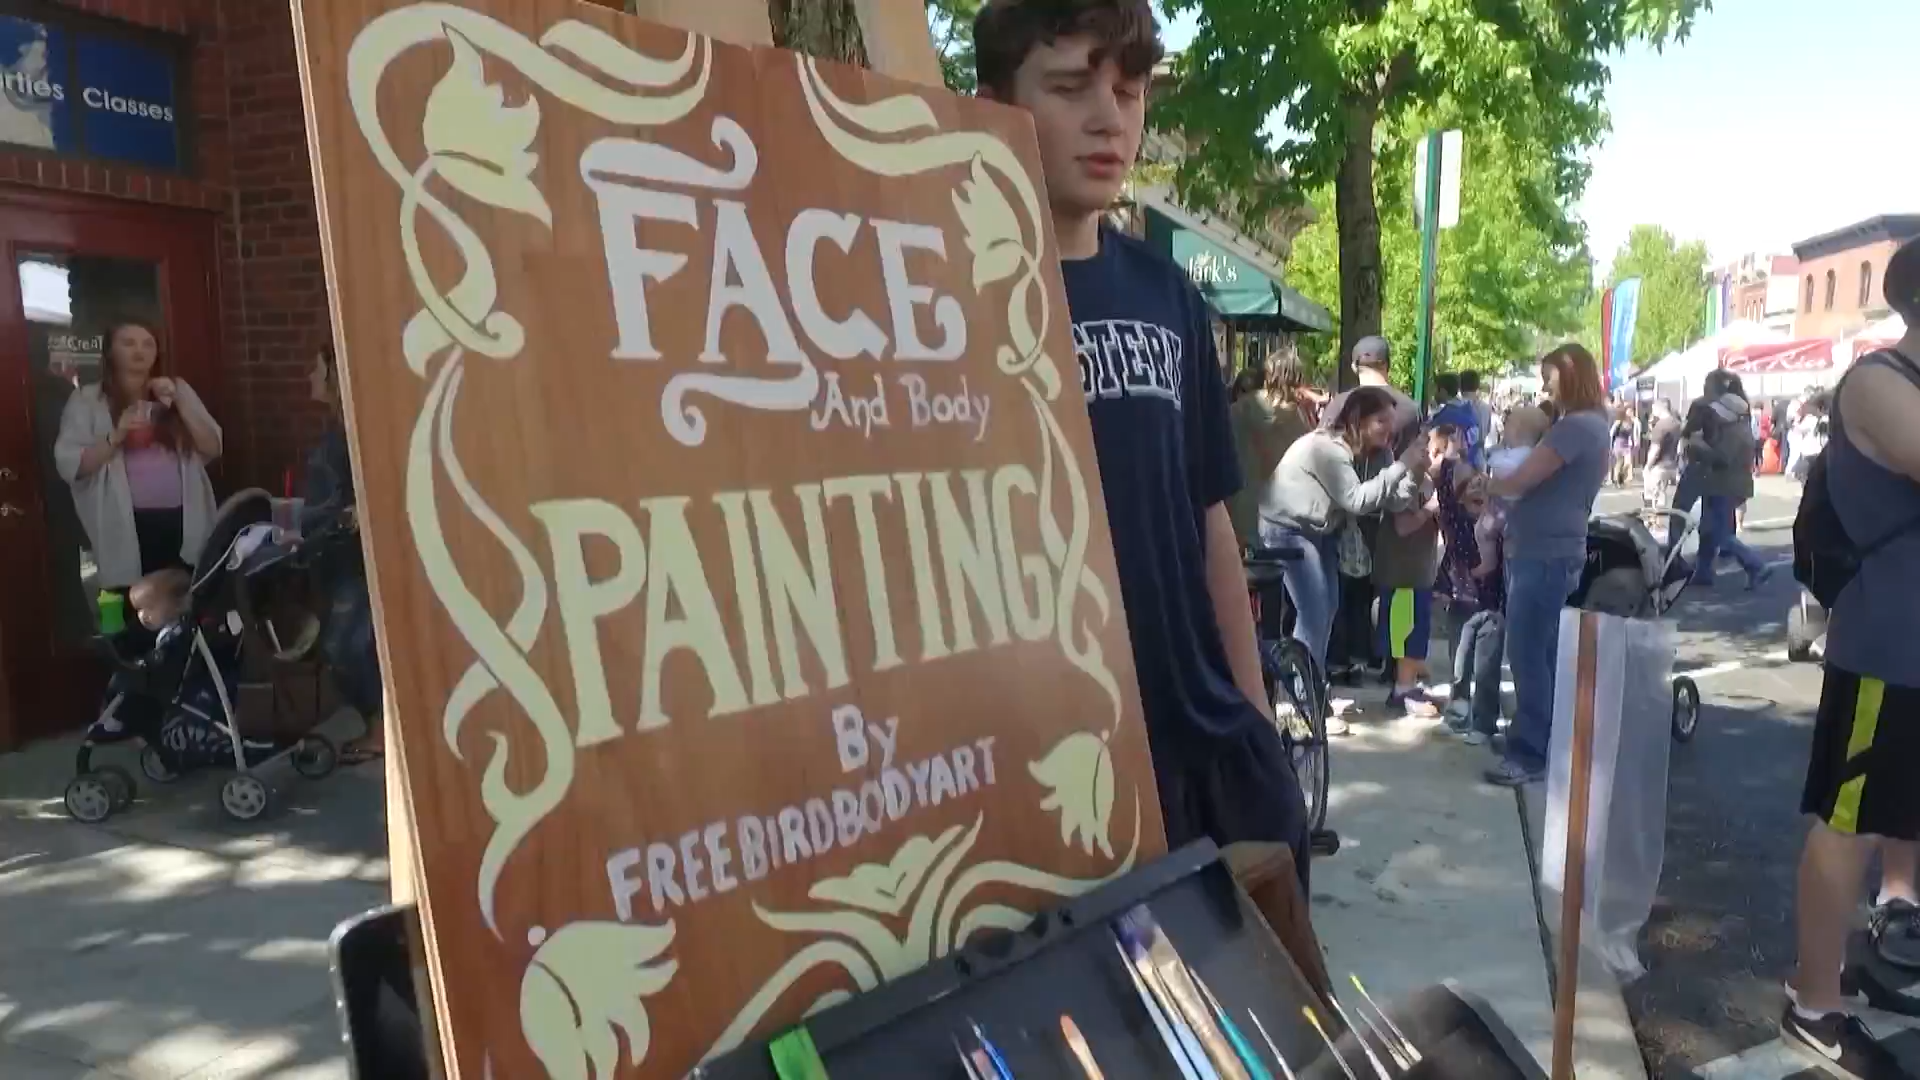 Classes
FACE
And Body
PAINTING
By
FREEBIRDBODYART